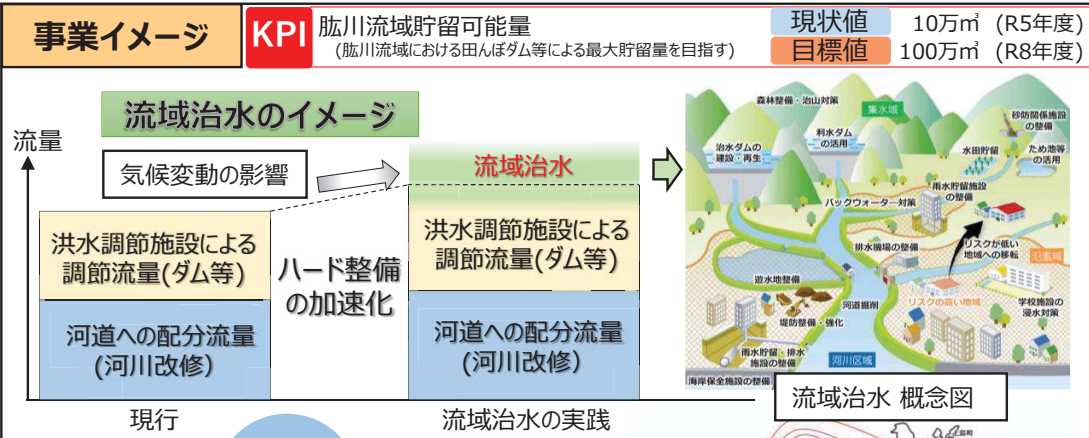 事業イメージ
KPI
肱川流域貯留可能量
(肱川流域における田んぼダム等による最大貯留量を目指す)
現状値 10万㎥ (R5年度)
目標値 100万㎥ (R8年度)
流域治水のイメージ
流量
気候変動の影響
流域治水
洪水調節施設による
調節流量(ダム等)
ハード整備
の加速化
洪水調節施設による
調節流量(ダム等)
河道への配分流量
(河川改修)
河道への配分流量
(河川改修)
現行
流域治水の実践
森林整備・治山対策
集水域
砂防関係施設
の整備
治水ダムの
建設・再生
利水ダム
の活用
水田貯留
ため池等
の活用
バックウォーター対策
雨水貯留施設
の整備
排水機場の整備
リスクが低い
地域への移転
氾濫域
遊水地整備
河道掘削
リスクの高い地域
学校施設の
浸水対策
堤防整備・強化
雨水貯留・排水
施設の整備
河川区域
海岸保全施設の整備
流域治水 概念図